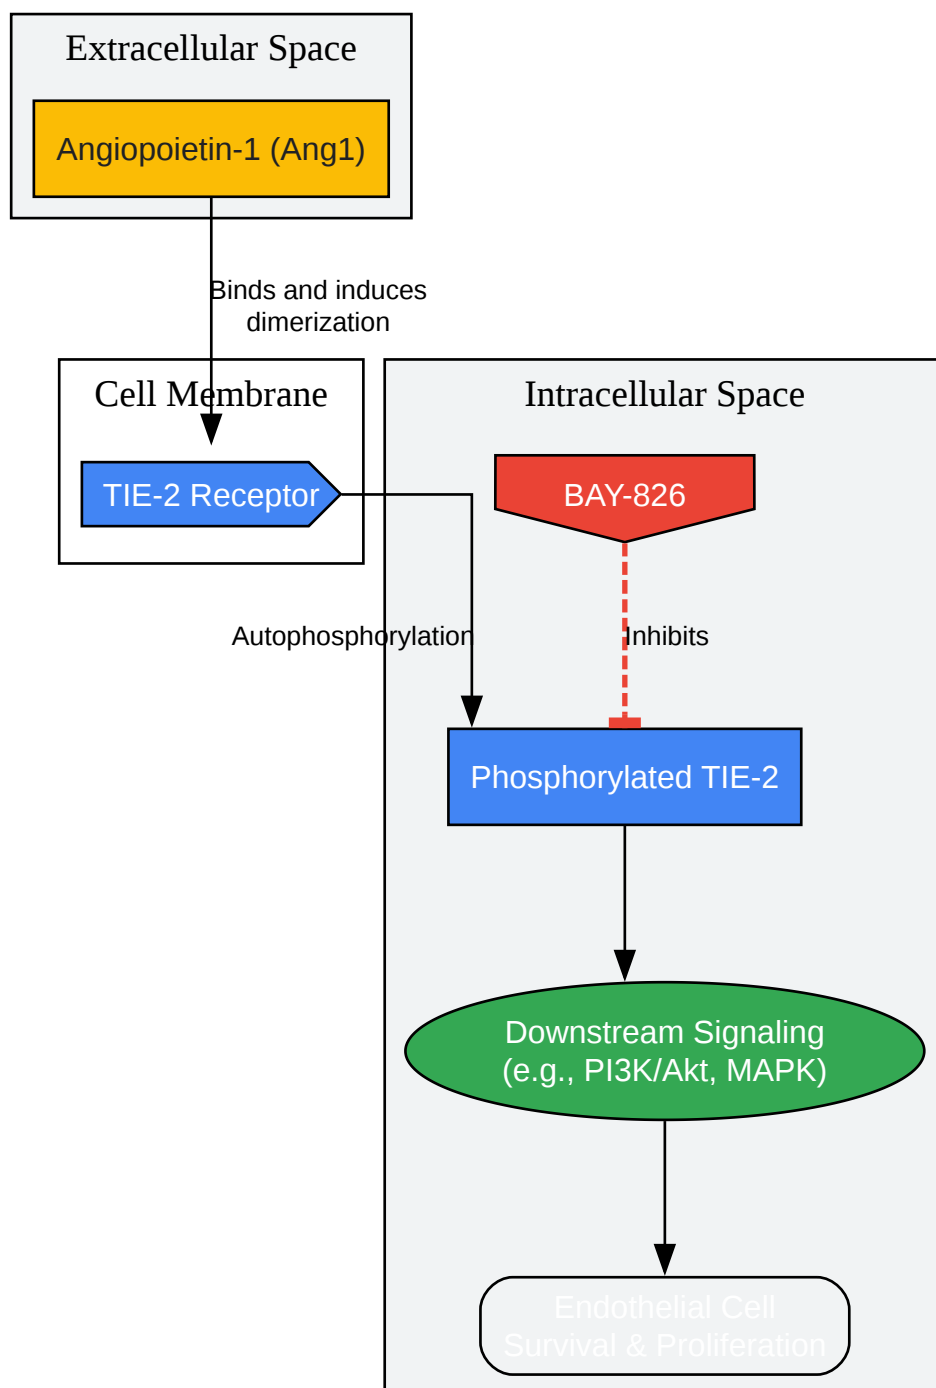 Extracellular Space
Angiopoietin-1 (Ang1)
Binds and induces
dimerization
Cell Membrane
TIE-2 Receptor
Intracellular Space
BAY-826
Autophosphorylation
Inhibits
Phosphorylated TIE-2
Downstream Signaling
(e.g., PI3K/Akt, MAPK)
Endothelial Cell
Survival & Proliferation